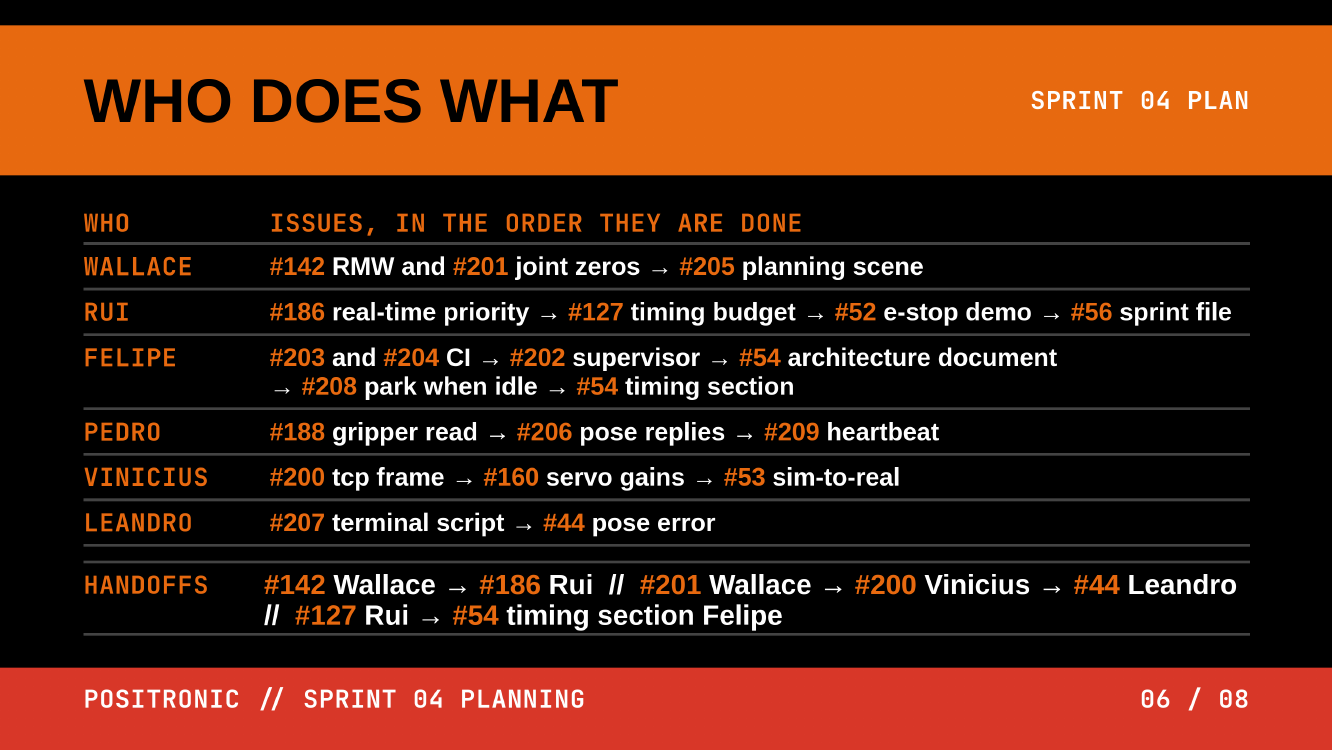 WHO DOES WHAT
SPRINT 04 PLAN
WHO ISSUES, IN THE ORDER THEY ARE DONE
WALLACE #142 RMW and #201 joint zeros → #205 planning scene
RUI #186 real-time priority → #127 timing budget → #52 e-stop demo → #56 sprint file
FELIPE #203 and #204 CI → #202 supervisor → #54 architecture document
→ #208 park when idle → #54 timing section
PEDRO #188 gripper read → #206 pose replies → #209 heartbeat
VINICIUS #200 tcp frame → #160 servo gains → #53 sim-to-real
LEANDRO #207 terminal script → #44 pose error
HANDOFFS #142 Wallace → #186 Rui // #201 Wallace → #200 Vinicius → #44 Leandro
// #127 Rui → #54 timing section Felipe
POSITRONIC // SPRINT 04 PLANNING
06 / 08